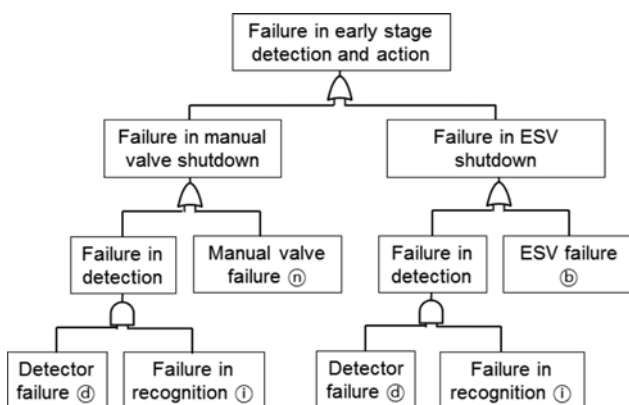 Failure in early stage
detection and action
Failure in manual
valve shutdown
Failure in ESV
shutdown
Failure in
detection
Manual valve
failure ⓝ
Failure in
detection
ESV failure
ⓑ
Detector
failure ⓓ
Failure in
recognition ⓘ
Detector
failure ⓓ
Failure in
recognition ⓘ